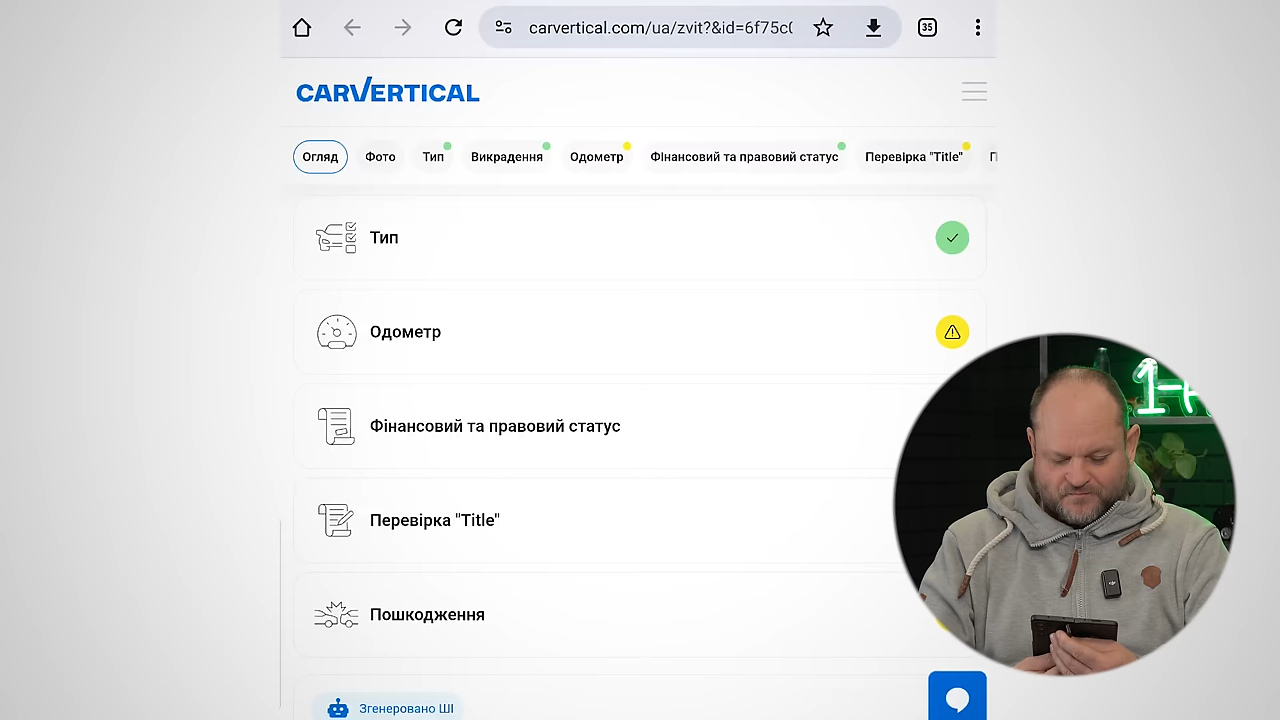 35
carvertical.com/ua/zvit?&id=6f75c0
CARVERTICAL
Огляд Фото Тип Викрадення Одометр Фінансовий та правовий статус Перевірка "Title"
Тип
Одометр
Фінансовий та правовий статус
Перевірка "Title"
Пошкодження
Згенеровано ШІ